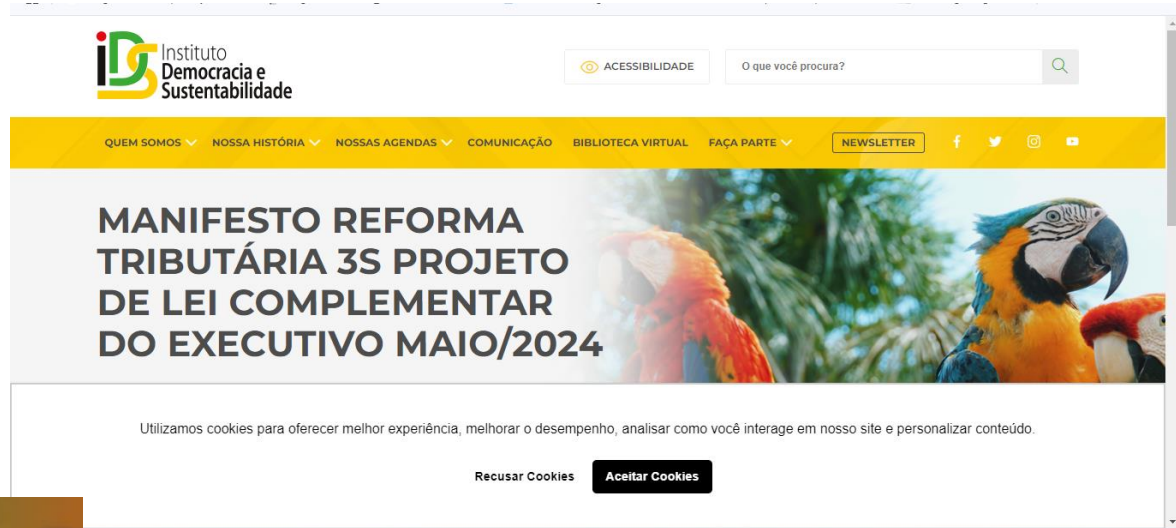 iDS
Instituto
Democracia e
Sustentabilidade
ACESSIBILIDADE
O que você procura?
QUEM SOMOS NOSSA HISTÓRIA NOSSAS AGENDAS COMUNICAÇÃO BIBLIOTECA VIRTUAL FAÇA PARTE NEWSLETTER
MANIFESTO REFORMA
TRIBUTÁRIA 3S PROJETO
DE LEI COMPLEMENTAR
DO EXECUTIVO MAIO/2024
Utilizamos cookies para oferecer melhor experiência, melhorar o desempenho, analisar como você interage em nosso site e personalizar conteúdo.
Recusar Cookies Aceitar Cookies